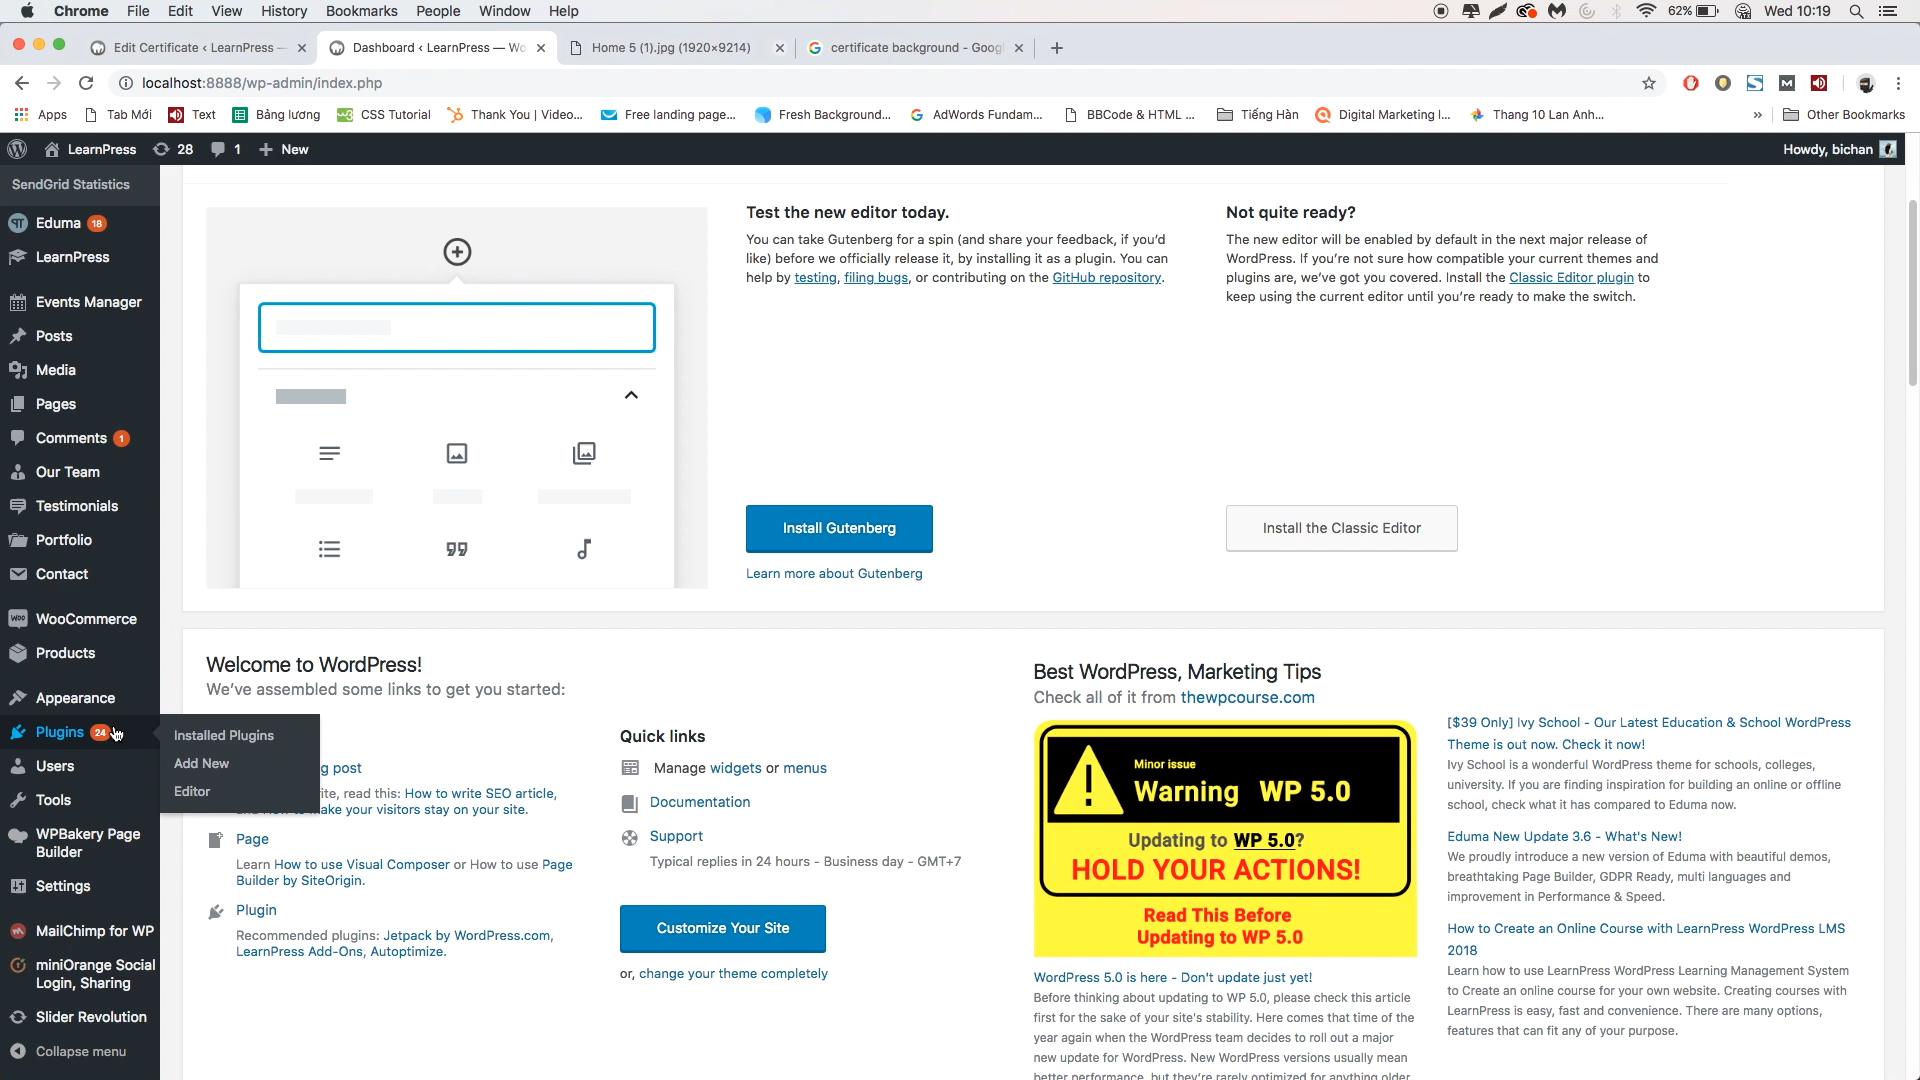 Chrome File Edit View History Bookmarks People Window Help
62% Wed 10:19
Edit Certificate ‹ LearnPress —
Dashboard ‹ LearnPress — Wo
Home 5 (1).jpg (1920×9214)
certificate background - Googl
localhost:8888/wp-admin/index.php
Apps Tab Mới Text Bảng lương CSS Tutorial Thank You | Video... Free landing page... Fresh Background... AdWords Fundam... BBCode & HTML ... Tiếng Hàn Digital Marketing I... Thang 10 Lan Anh... » Other Bookmarks
LearnPress 28 1 New
Howdy, bichan
SendGrid Statistics
Eduma 18
LearnPress
Events Manager
Posts
Media
Pages
Comments 1
Our Team
Testimonials
Portfolio
Contact
WooCommerce
Products
Appearance
Plugins 24
Users
Tools
WPBakery Page
Builder
Settings
MailChimp for WP
miniOrange Social
Login, Sharing
Slider Revolution
Collapse menu
Installed Plugins
Add New
Editor
Test the new editor today.
You can take Gutenberg for a spin (and share your feedback, if you'd
like) before we officially release it, by installing it as a plugin. You can
help by testing, filing bugs, or contributing on the GitHub repository.
Install Gutenberg
Learn more about Gutenberg
Not quite ready?
The new editor will be enabled by default in the next major release of
WordPress. If you're not sure how compatible your current themes and
plugins are, we've got you covered. Install the Classic Editor plugin to
keep using the current editor until you're ready to make the switch.
Install the Classic Editor
Welcome to WordPress!
We've assembled some links to get you started:
g post
ite, read this: How to write SEO article,
ake your visitors stay on your site.
Page
Learn How to use Visual Composer or How to use Page
Builder by SiteOrigin.
Plugin
Recommended plugins: Jetpack by WordPress.com,
LearnPress Add-Ons, Autoptimize.
Quick links
Manage widgets or menus
Documentation
Support
Typical replies in 24 hours - Business day - GMT+7
Customize Your Site
or, change your theme completely
Best WordPress, Marketing Tips
Check all of it from thewpcourse.com
Minor issue
Warning WP 5.0
Updating to WP 5.0?
HOLD YOUR ACTIONS!
Read This Before
Updating to WP 5.0
WordPress 5.0 is here - Don't update just yet!
Before thinking about updating to WP 5.0, please check this article
first for the sake of your site's stability. Here comes that time of the
year again when the WordPress team decides to roll out a major
new update for WordPress. New WordPress versions usually mean
better performance, but they're rarely optimized for anything older
[$39 Only] Ivy School - Our Latest Education & School WordPress
Theme is out now. Check it now!
Ivy School is a wonderful WordPress theme for schools, colleges,
university. If you are finding inspiration for building an online or offline
school, check what it has compared to Eduma now.
Eduma New Update 3.6 - What's New!
We proudly introduce a new version of Eduma with beautiful demos,
breathtaking Page Builder, GDPR Ready, multi languages and
improvement in Performance & Speed.
How to Create an Online Course with LearnPress WordPress LMS
2018
Learn how to use LearnPress WordPress Learning Management System
to Create an online course for your own website. Creating courses with
LearnPress is easy, fast and convenience. There are many options,
features that can fit any of your purpose.